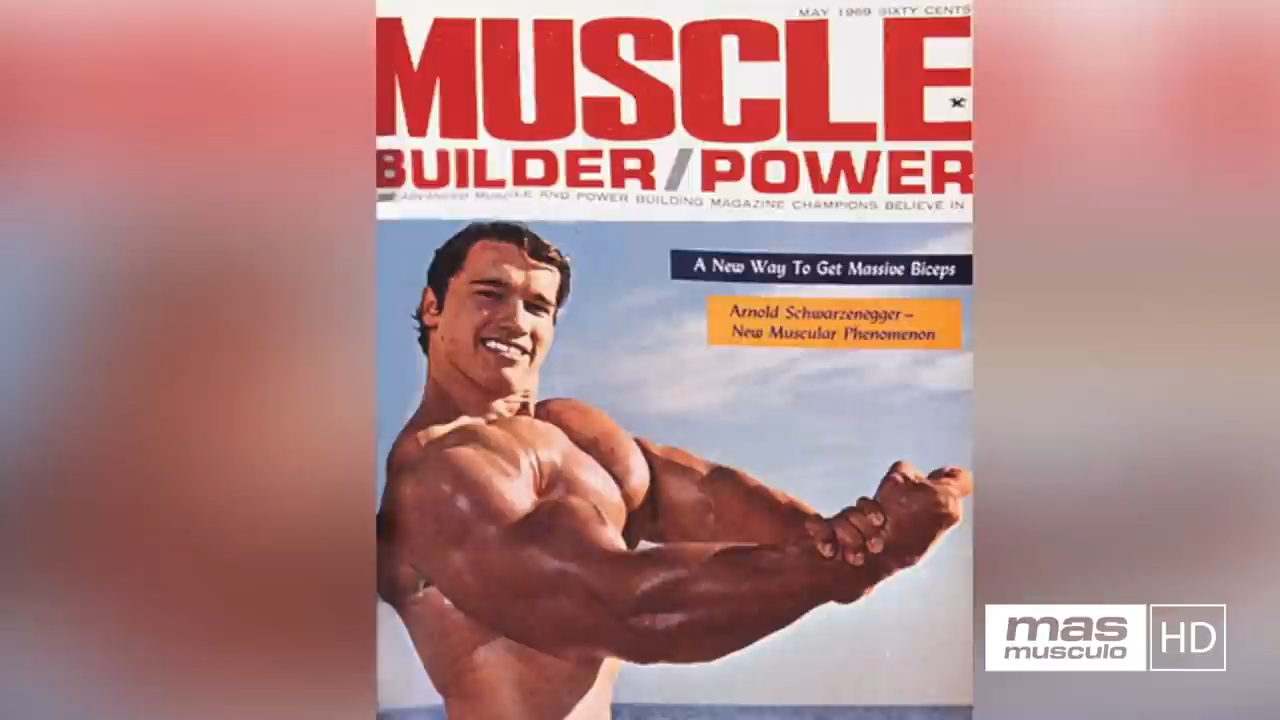 MAY 1969 SIXTY CENTS
MUSCLE
BUILDER/POWER
ADVANCED MUSCLE AND POWER BUILDING MAGAZINE CHAMPIONS BELIEVE IN
A New Way To Get Massive Biceps
Arnold Schwarzenegger–
New Muscular Phenomenon
mas
musculo
HD